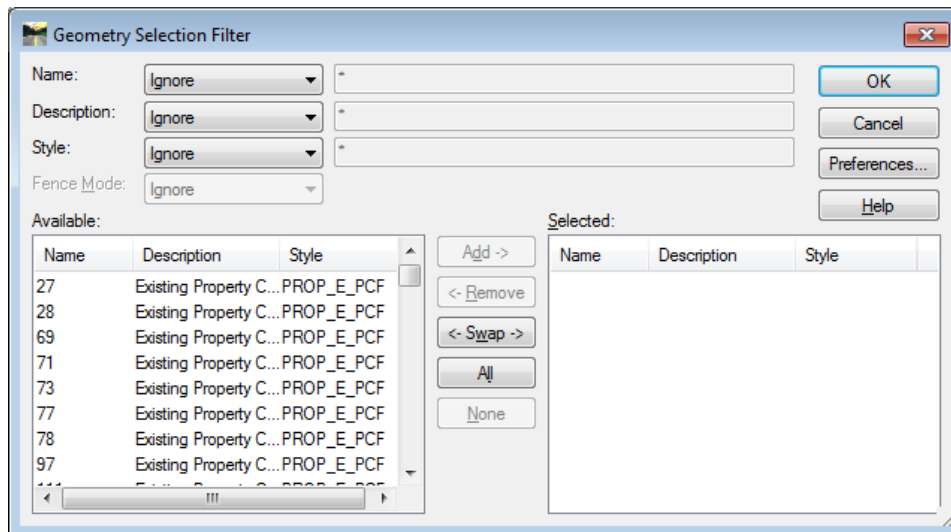 Geometry Selection Filter
Name: Ignore *
OK
Description: Ignore *
Cancel
Style: Ignore *
Preferences...
Fence Mode: Ignore
Help
Available:
Selected:
Name Description Style
Add ->
Name Description Style
27 Existing Property C... PROP_E_PCF
<- Remove
28 Existing Property C... PROP_E_PCF
69 Existing Property C... PROP_E_PCF
<- Swap ->
71 Existing Property C... PROP_E_PCF
All
73 Existing Property C... PROP_E_PCF
77 Existing Property C... PROP_E_PCF
None
78 Existing Property C... PROP_E_PCF
97 Existing Property C... PROP_E_PCF